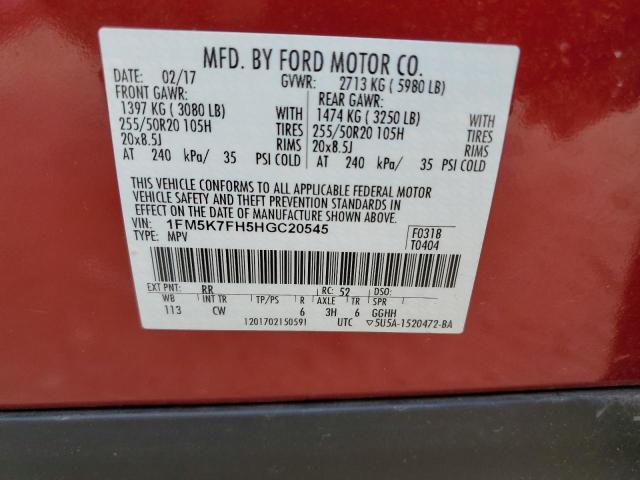 MFD. BY FORD MOTOR CO.
DATE: 02/17 GVWR: 2713 KG ( 5980 LB)
FRONT GAWR: REAR GAWR:
1397 KG ( 3080 LB) WITH 1474 KG ( 3250 LB) WITH
255/50R20 105H TIRES 255/50R20 105H TIRES
20x8.5J RIMS 20x8.5J RIMS
AT 240 kPa/ 35 PSI COLD AT 240 kPa/ 35 PSI COLD
THIS VEHICLE CONFORMS TO ALL APPLICABLE FEDERAL MOTOR
VEHICLE SAFETY AND THEFT PREVENTION STANDARDS IN
EFFECT ON THE DATE OF MANUFACTURE SHOWN ABOVE.
VIN: 1FM5K7FH5HGC20545 F0318
TYPE: MPV T0404
EXT PNT: RR RC: 52 DSO:
WB INT TR TP/PS R AXLE TR SPR
113 CW 6 3H 6 GGHH
1201702150591 UTC ▽5U5A-1520472-BA